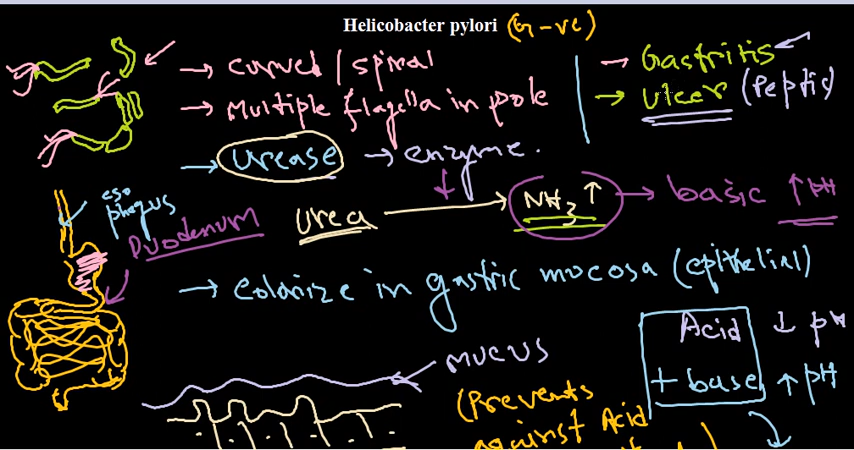 Helicobacter pylori (G-ve)
→ curved / spiral
→ Multiple flagella in pole
→ Urease → enzyme.
Urea → NH3 ↑ → basic ↑ pH
→ Gastritis
→ Ulcer (Peptic)
eso
phagus
Duodenum
→ colonize in gastric mucosa (epithelial)
Acid ↓ pH
+ base ↑ pH
mucus
(Prevents
against Acid